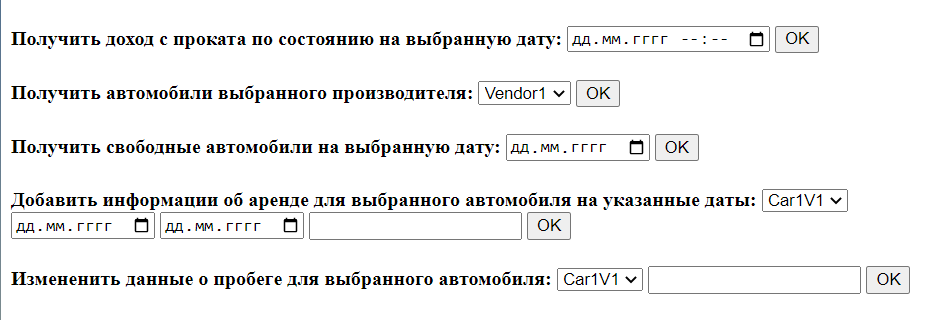 Получить доход с проката по состоянию на выбранную дату: дд.мм.гггг --:-- OK
Получить автомобили выбранного производителя: Vendor1 OK
Получить свободные автомобили на выбранную дату: дд.мм.гггг OK
Добавить информации об аренде для выбранного автомобиля на указанные даты: Car1V1
дд.мм.гггг дд.мм.гггг OK
Измененить данные о пробеге для выбранного автомобиля: Car1V1 OK